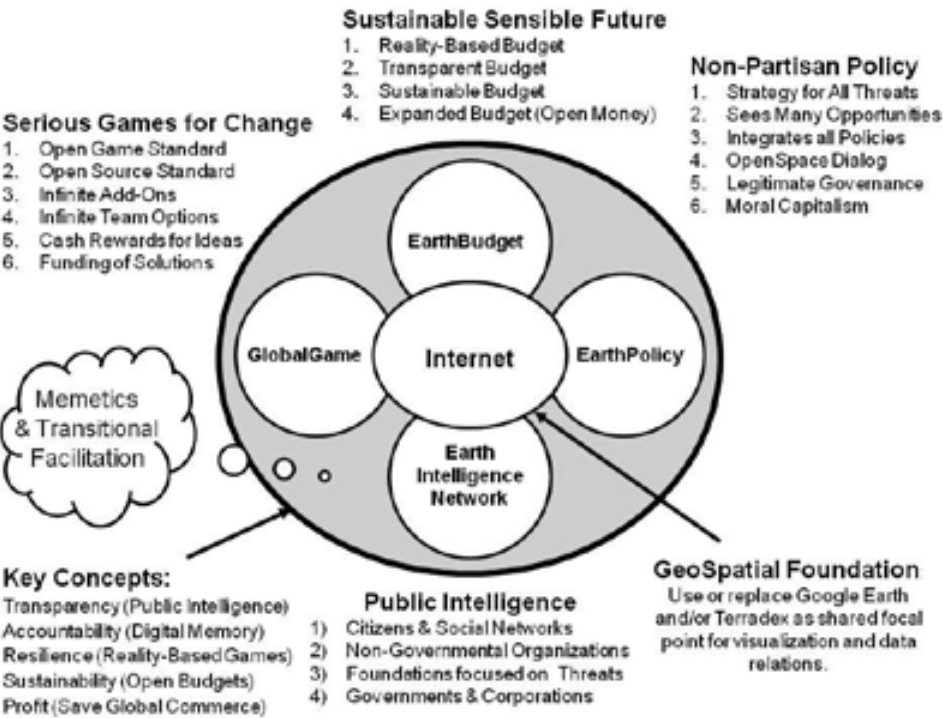 Sustainable Sensible Future
1. Reality-Based Budget
2. Transparent Budget
3. Sustainable Budget
4. Expanded Budget (Open Money)
Non-Partisan Policy
1. Strategy for All Threats
2. Sees Many Opportunities
3. Integrates all Policies
4. OpenSpace Dialog
5. Legitimate Governance
6. Moral Capitalism
Serious Games for Change
1. Open Game Standard
2. Open Source Standard
3. Infinite Add-Ons
4. Infinite Team Options
5. Cash Rewards for Ideas
6. Funding of Solutions
EarthBudget
GlobalGame
Internet
EarthPolicy
Earth
Intelligence
Network
Memetics
& Transitional
Facilitation
Key Concepts:
Transparency (Public Intelligence)
Accountability (Digital Memory)
Resilience (Reality-Based Games)
Sustainability (Open Budgets)
Profit (Save Global Commerce)
Public Intelligence
1) Citizens & Social Networks
2) Non-Governmental Organizations
3) Foundations focused on Threats
4) Governments & Corporations
GeoSpatial Foundation
Use or replace Google Earth
and/or Terradex as shared focal
point for visualization and data
relations.